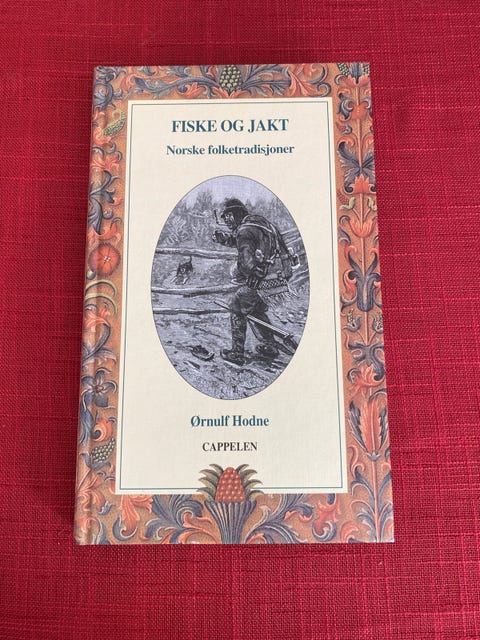 FISKE OG JAKT
Norske folketradisjoner
Ørnulf Hodne
CAPPELEN